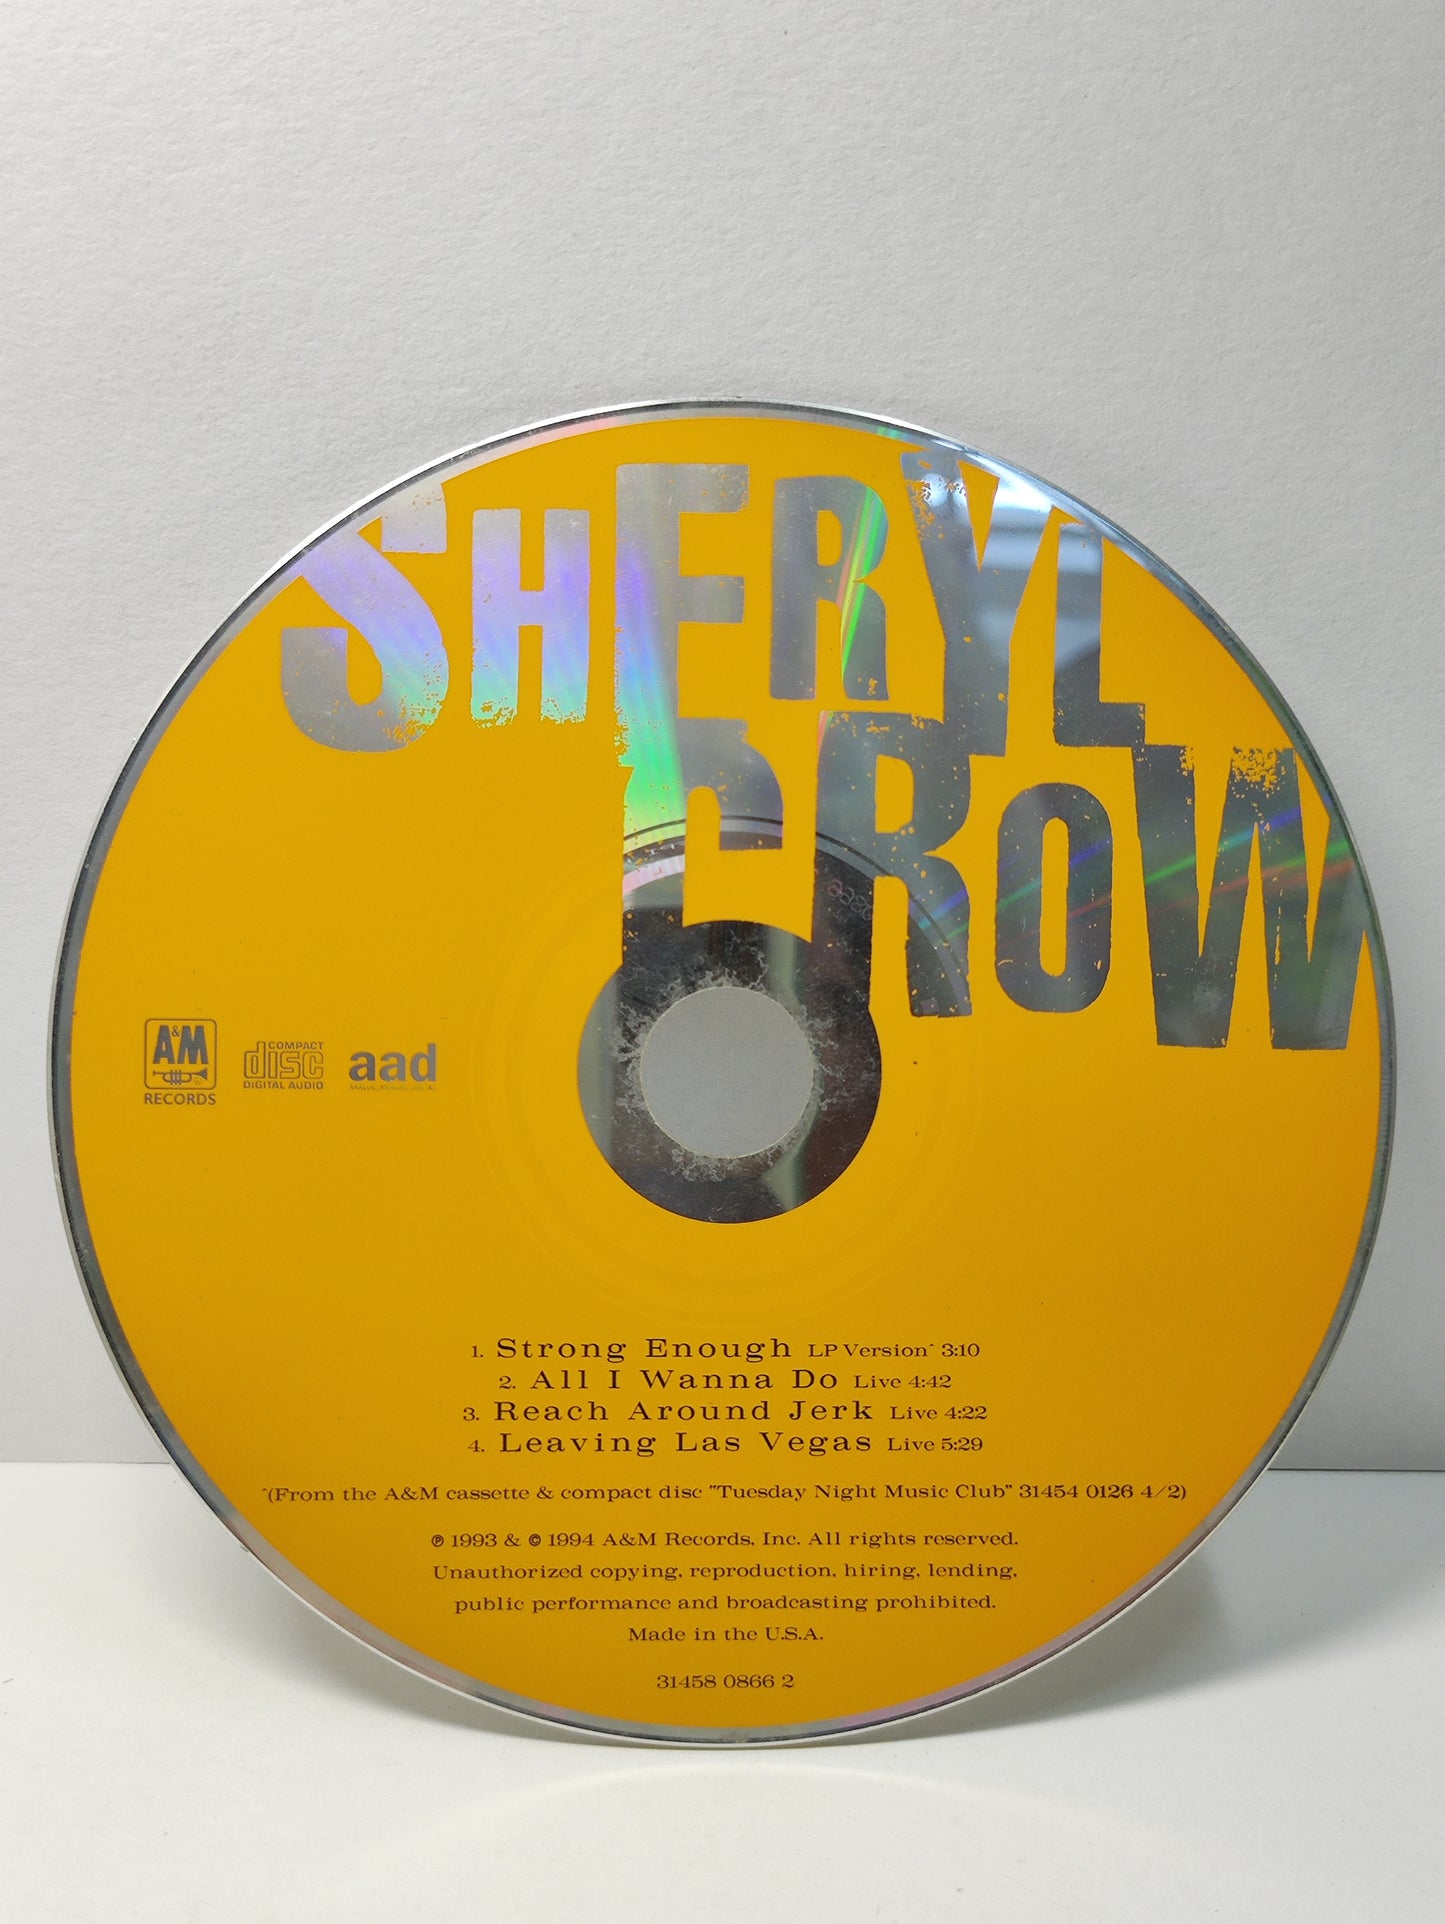 SHERYL
CROW
A&M
RECORDS
COMPACT
disc
DIGITAL AUDIO
aad
1. Strong Enough LP Version* 3:10
2. All I Wanna Do Live 4:42
3. Reach Around Jerk Live 4:22
4. Leaving Las Vegas Live 5:29
*(From the A&M cassette & compact disc "Tuesday Night Music Club" 31454 0126 4/2)
℗ 1993 & © 1994 A&M Records, Inc. All rights reserved.
Unauthorized copying, reproduction, hiring, lending,
public performance and broadcasting prohibited.
Made in the U.S.A.
31458 0866 2